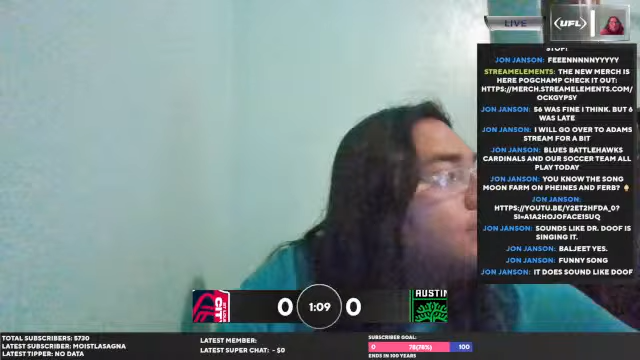 LIVE
UFL
STOP!
JON JANSON: FEEENNNNNYYYYY
STREAMELEMENTS: THE NEW MERCH IS
HERE POGCHAMP CHECK IT OUT:
HTTPS://MERCH.STREAMELEMENTS.COM/
OCKGYPSY
JON JANSON: 56 WAS FINE I THINK. BUT 6
WAS LATE
JON JANSON: I WILL GO OVER TO ADAMS
STREAM FOR A BIT
JON JANSON: BLUES BATTLEHAWKS
CARDINALS AND OUR SOCCER TEAM ALL
PLAY TODAY
JON JANSON: YOU KNOW THE SONG
MOON FARM ON PHEINES AND FERB?
JON JANSON:
HTTPS://YOUTU.BE/Y2ET2HFDA_0?
SI=A1A2HOJOFACE1SUQ
JON JANSON: SOUNDS LIKE DR. DOOF IS
SINGING IT.
JON JANSON: BALJEET YES.
JON JANSON: FUNNY SONG
JON JANSON: IT DOES SOUND LIKE DOOF
CITY
0 1:09 0
AUSTIN
TOTAL SUBSCRIBERS: 5730
LATEST SUBSCRIBER: MOISTLASAGNA
LATEST TIPPER: NO DATA
LATEST MEMBER:
LATEST SUPER CHAT: - $0
SUBSCRIBER GOAL:
0 76(76%) 100
ENDS IN 100 YEARS